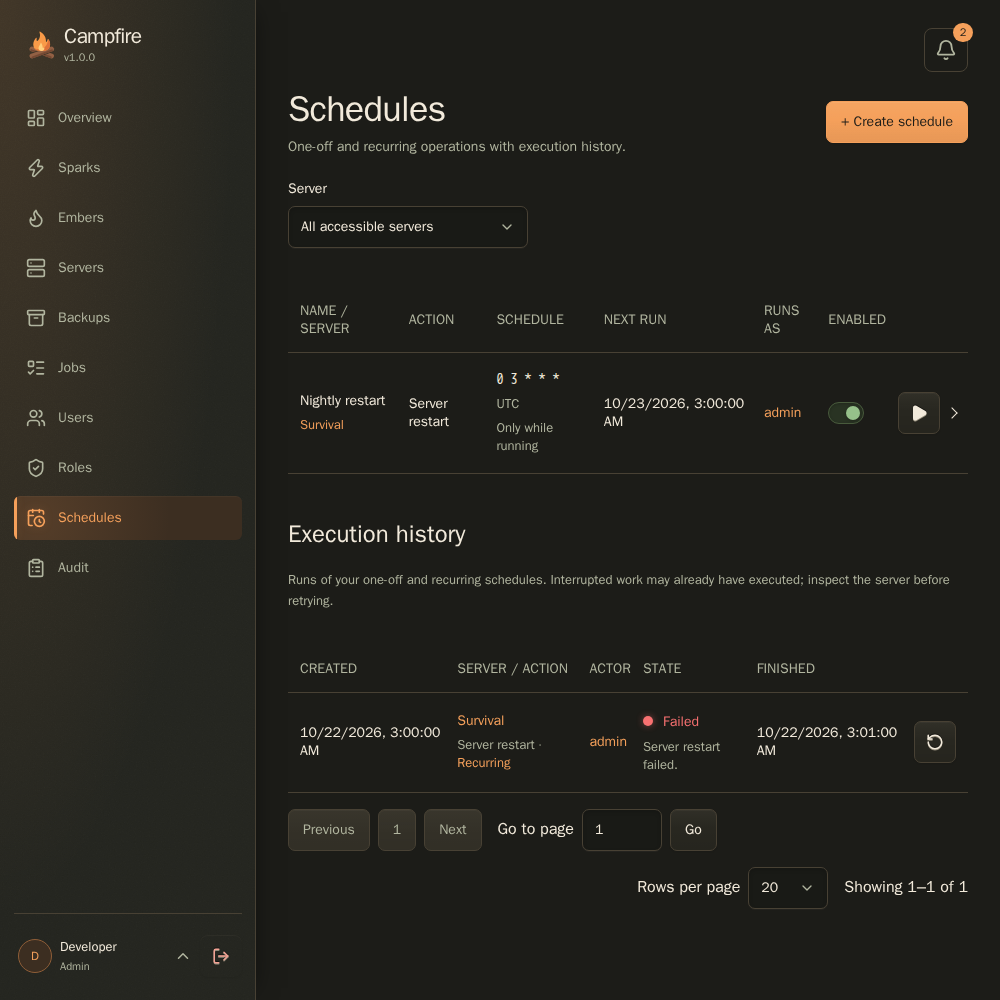 Campfire
v1.0.0
2
Overview
Sparks
Embers
Servers
Backups
Jobs
Users
Roles
Schedules
Audit
D
Developer
Admin
Schedules
One-off and recurring operations with execution history.
+ Create schedule
Server
All accessible servers
NAME /
SERVER
ACTION
SCHEDULE
NEXT RUN
RUNS
AS
ENABLED
Nightly restart
Survival
Server
restart
0 3 * * *
UTC
Only while
running
10/23/2026, 3:00:00
AM
admin
Execution history
Runs of your one-off and recurring schedules. Interrupted work may already have executed; inspect the server before
retrying.
CREATED
SERVER / ACTION
ACTOR
STATE
FINISHED
10/22/2026, 3:00:00
AM
Survival
Server restart ·
Recurring
admin
Failed
Server restart
failed.
10/22/2026, 3:01:00
AM
Previous
1
Next
Go to page
1
Go
Rows per page
20
Showing 1–1 of 1